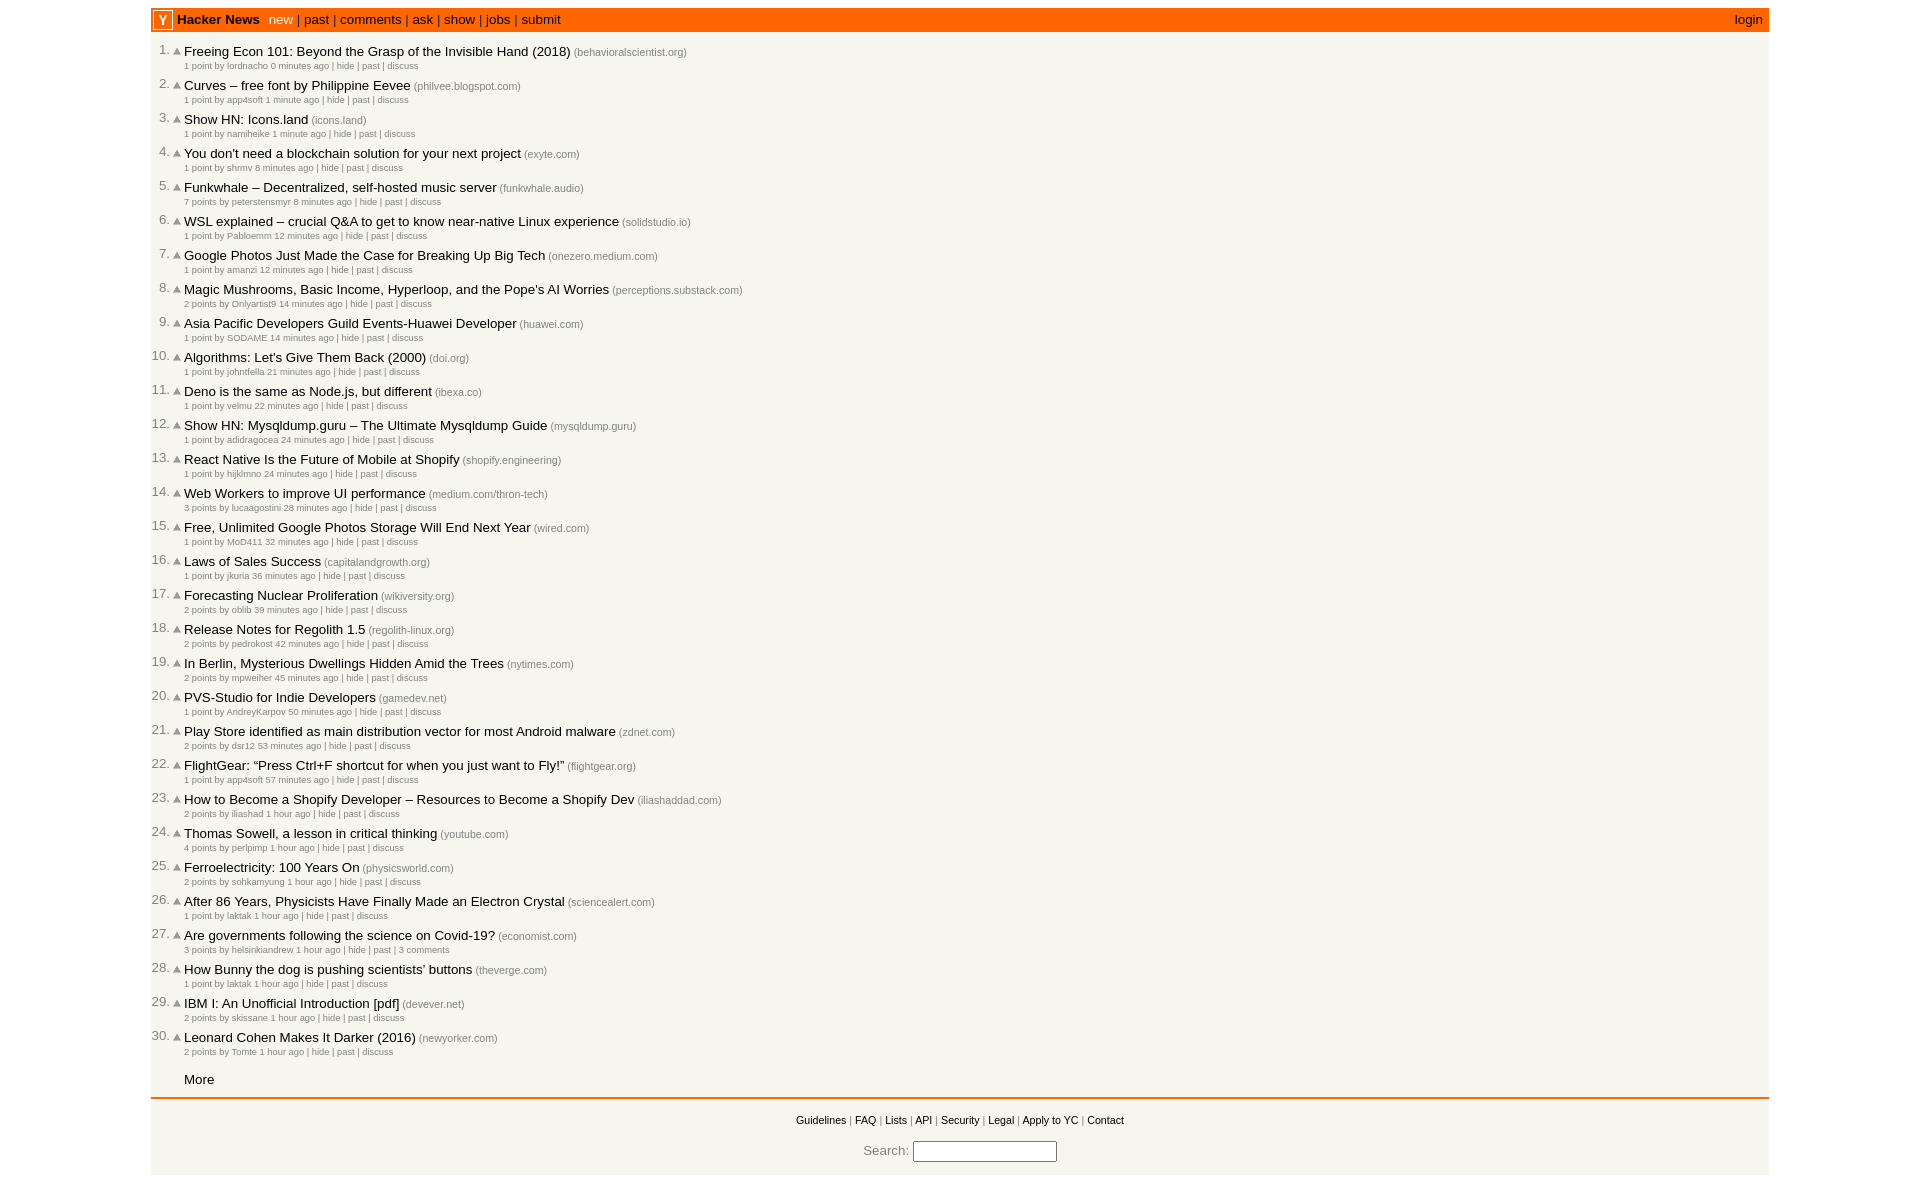 Y Hacker News new | past | comments | ask | show | jobs | submit login
1. Freeing Econ 101: Beyond the Grasp of the Invisible Hand (2018) (behavioralscientist.org)
1 point by lordnacho 0 minutes ago | hide | past | discuss
2. Curves – free font by Philippine Eevee (philvee.blogspot.com)
1 point by app4soft 1 minute ago | hide | past | discuss
3. Show HN: Icons.land (icons.land)
1 point by namiheike 1 minute ago | hide | past | discuss
4. You don't need a blockchain solution for your next project (exyte.com)
1 point by shrmv 8 minutes ago | hide | past | discuss
5. Funkwhale – Decentralized, self-hosted music server (funkwhale.audio)
7 points by peterstensmyr 8 minutes ago | hide | past | discuss
6. WSL explained – crucial Q&A to get to know near-native Linux experience (solidstudio.io)
1 point by Pabloemm 12 minutes ago | hide | past | discuss
7. Google Photos Just Made the Case for Breaking Up Big Tech (onezero.medium.com)
1 point by amanzi 12 minutes ago | hide | past | discuss
8. Magic Mushrooms, Basic Income, Hyperloop, and the Pope's AI Worries (perceptions.substack.com)
2 points by Onlyartist9 14 minutes ago | hide | past | discuss
9. Asia Pacific Developers Guild Events-Huawei Developer (huawei.com)
1 point by SODAME 14 minutes ago | hide | past | discuss
10. Algorithms: Let's Give Them Back (2000) (doi.org)
1 point by johntfella 21 minutes ago | hide | past | discuss
11. Deno is the same as Node.js, but different (ibexa.co)
1 point by velmu 22 minutes ago | hide | past | discuss
12. Show HN: Mysqldump.guru – The Ultimate Mysqldump Guide (mysqldump.guru)
1 point by adidragocea 24 minutes ago | hide | past | discuss
13. React Native Is the Future of Mobile at Shopify (shopify.engineering)
1 point by hijklmno 24 minutes ago | hide | past | discuss
14. Web Workers to improve UI performance (medium.com/thron-tech)
3 points by lucaagostini 28 minutes ago | hide | past | discuss
15. Free, Unlimited Google Photos Storage Will End Next Year (wired.com)
1 point by MoD411 32 minutes ago | hide | past | discuss
16. Laws of Sales Success (capitalandgrowth.org)
1 point by jkuria 36 minutes ago | hide | past | discuss
17. Forecasting Nuclear Proliferation (wikiversity.org)
2 points by oblib 39 minutes ago | hide | past | discuss
18. Release Notes for Regolith 1.5 (regolith-linux.org)
2 points by pedrokost 42 minutes ago | hide | past | discuss
19. In Berlin, Mysterious Dwellings Hidden Amid the Trees (nytimes.com)
2 points by mpweiher 45 minutes ago | hide | past | discuss
20. PVS-Studio for Indie Developers (gamedev.net)
1 point by AndreyKarpov 50 minutes ago | hide | past | discuss
21. Play Store identified as main distribution vector for most Android malware (zdnet.com)
2 points by dsr12 53 minutes ago | hide | past | discuss
22. FlightGear: “Press Ctrl+F shortcut for when you just want to Fly!” (flightgear.org)
1 point by app4soft 57 minutes ago | hide | past | discuss
23. How to Become a Shopify Developer – Resources to Become a Shopify Dev (iliashaddad.com)
2 points by iliashad 1 hour ago | hide | past | discuss
24. Thomas Sowell, a lesson in critical thinking (youtube.com)
4 points by perlpimp 1 hour ago | hide | past | discuss
25. Ferroelectricity: 100 Years On (physicsworld.com)
2 points by sohkamyung 1 hour ago | hide | past | discuss
26. After 86 Years, Physicists Have Finally Made an Electron Crystal (sciencealert.com)
1 point by laktak 1 hour ago | hide | past | discuss
27. Are governments following the science on Covid-19? (economist.com)
3 points by helsinkiandrew 1 hour ago | hide | past | 3 comments
28. How Bunny the dog is pushing scientists’ buttons (theverge.com)
1 point by laktak 1 hour ago | hide | past | discuss
29. IBM I: An Unofficial Introduction [pdf] (devever.net)
2 points by skissane 1 hour ago | hide | past | discuss
30. Leonard Cohen Makes It Darker (2016) (newyorker.com)
2 points by Tomte 1 hour ago | hide | past | discuss
More
Guidelines | FAQ | Lists | API | Security | Legal | Apply to YC | Contact
Search: